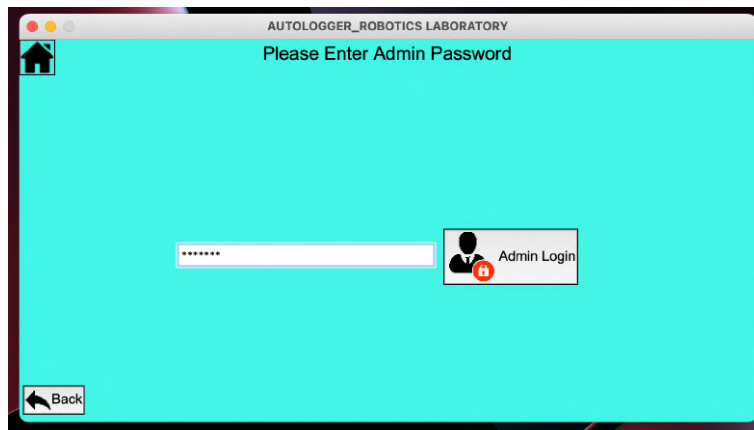 AUTOLOGGER_ROBOTICS LABORATORY
Please Enter Admin Password
*******
Admin Login
Back